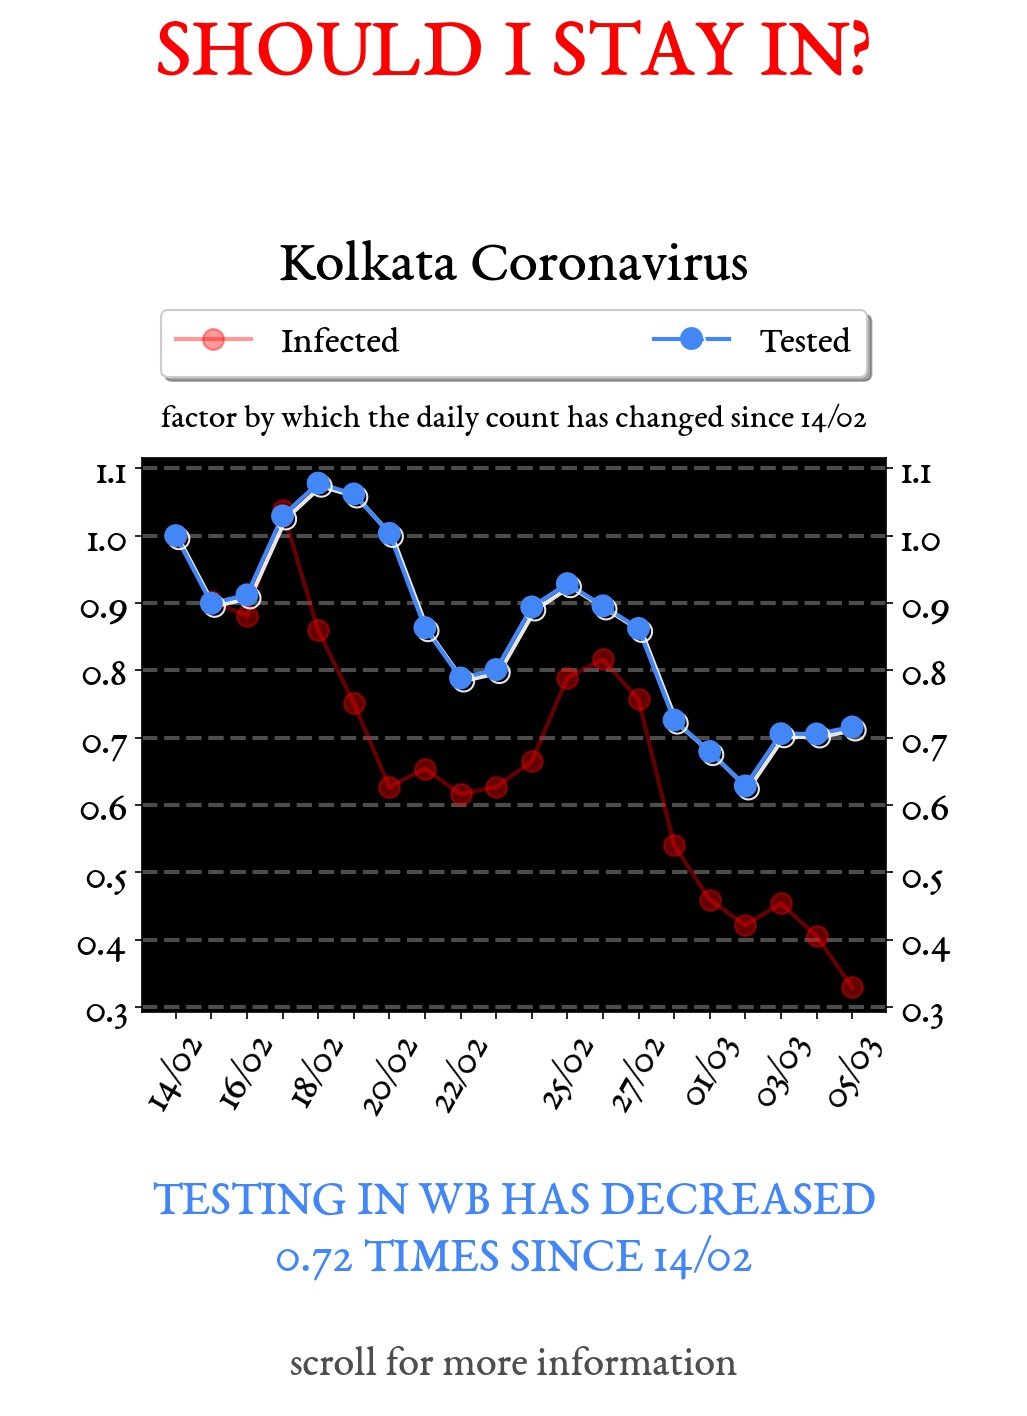 SHOULD I STAY IN?
Kolkata Coronavirus
Infected Tested
factor by which the daily count has changed since 14/02
1.1 1.1
1.0 1.0
0.9 0.9
0.8 0.8
0.7 0.7
0.6 0.6
0.5 0.5
0.4 0.4
0.3 0.3
14/02 16/02 18/02 20/02 22/02 25/02 27/02 01/03 03/03 05/03
TESTING IN WB HAS DECREASED
0.72 TIMES SINCE 14/02
scroll for more information